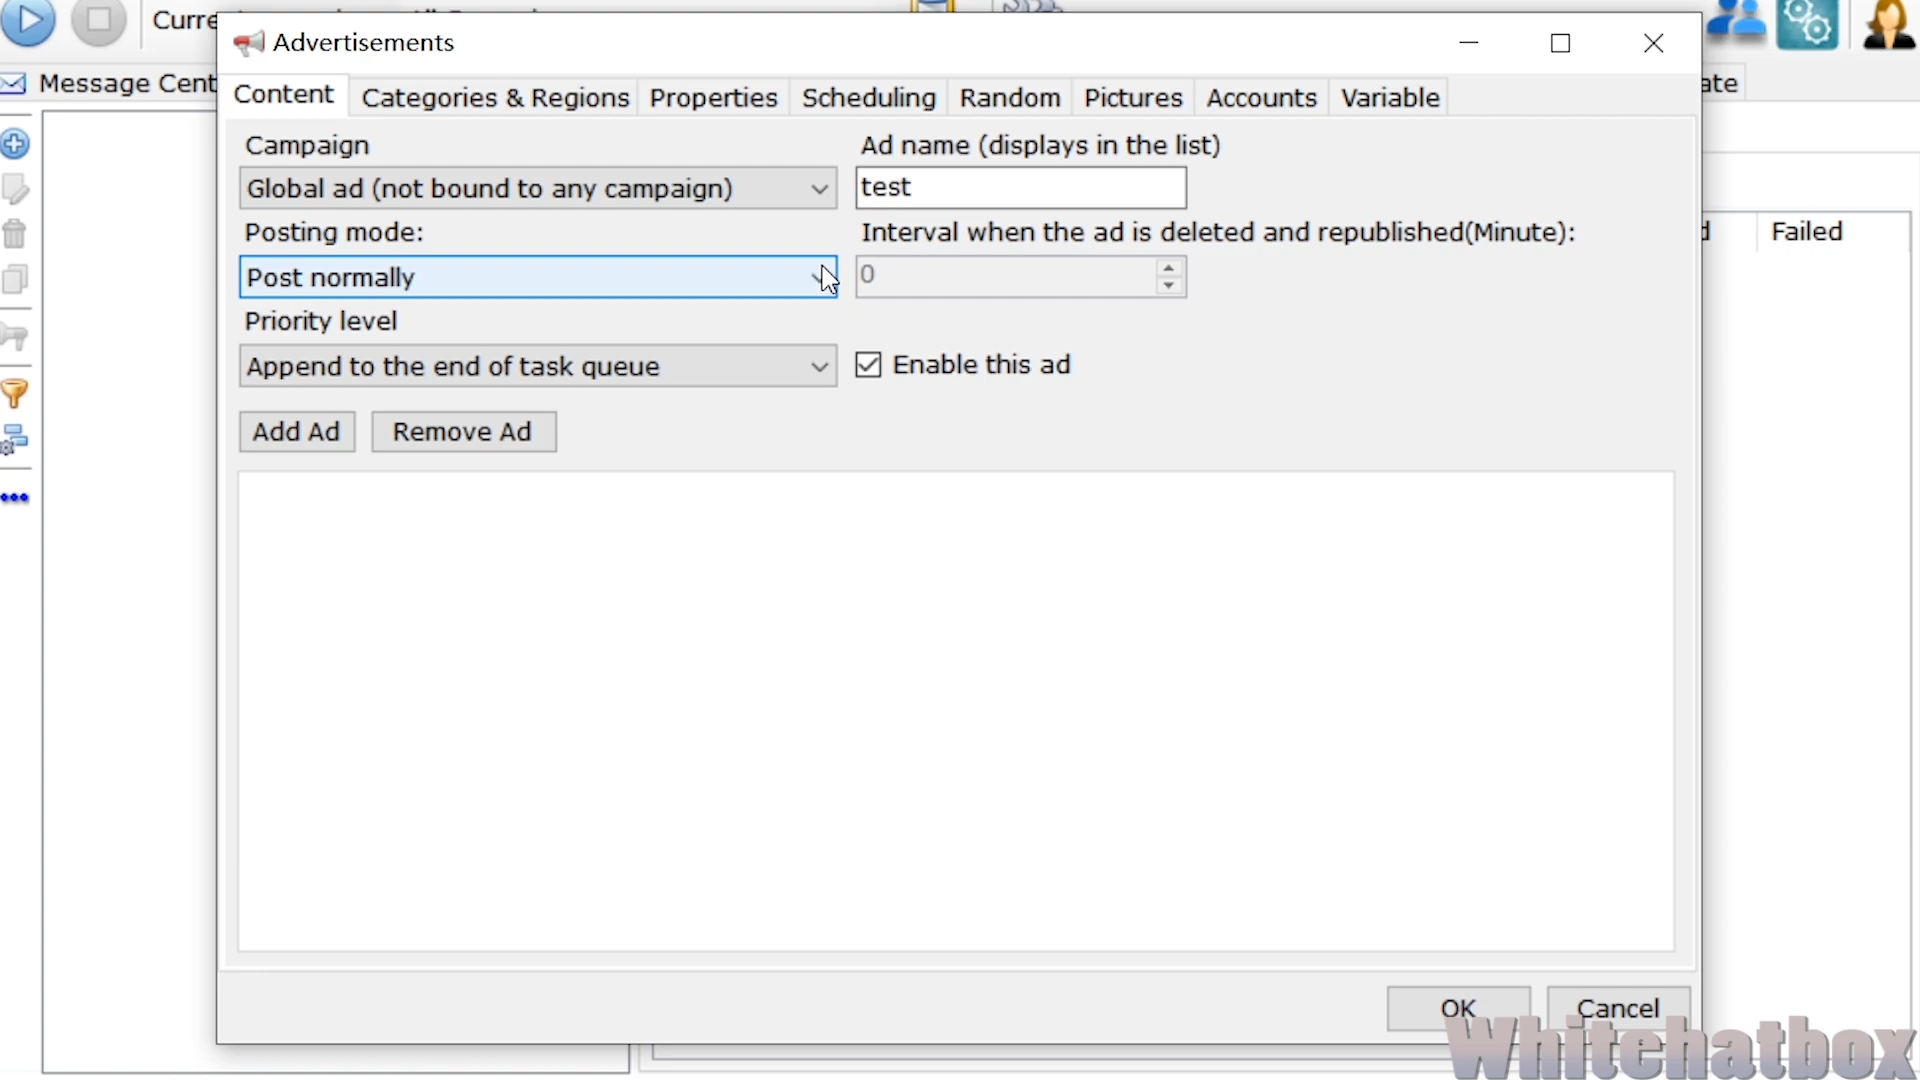 Curre
Advertisements
Message Cent
ate
Content
Categories & Regions
Properties
Scheduling
Random
Pictures
Accounts
Variable
Campaign
Ad name (displays in the list)
Global ad (not bound to any campaign)
test
Posting mode:
Interval when the ad is deleted and republished(Minute):
d
Failed
Post normally
0
Priority level
Append to the end of task queue
Enable this ad
Add Ad
Remove Ad
OK
Cancel
Whitehatbox